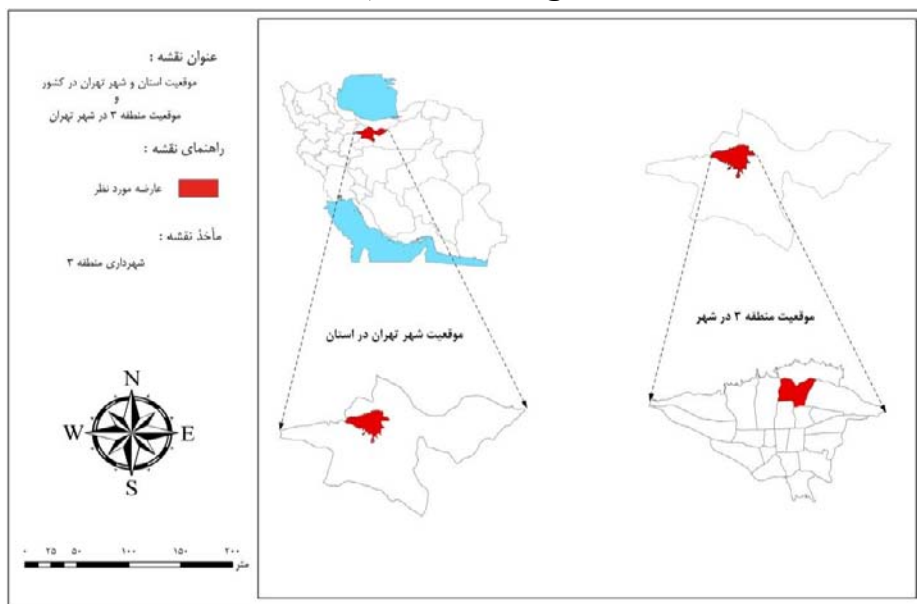 عنوان نقشه :
موقعیت استان و شهر تهران در کشور
و
موقعیت منطقه ۳ در شهر تهران
راهنمای نقشه :
عارضه مورد نظر
مأخذ نقشه :
شهرداری منطقه ۳
موقعیت شهر تهران در استان
موقعیت منطقه ۳ در شهر
N
W E
S
۰ ۲۵ ۵۰ ۱۰۰ ۱۵۰ ۲۰۰
متر